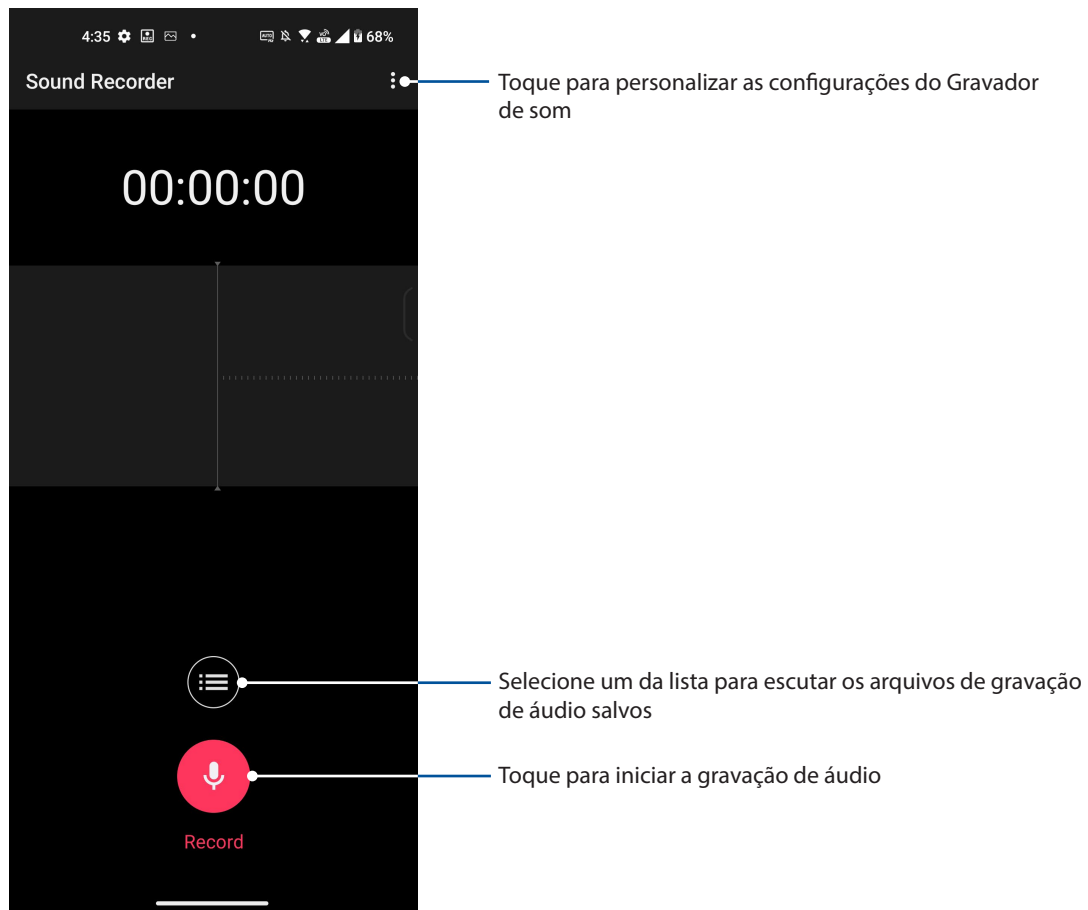 4:35 68%
Sound Recorder
Toque para personalizar as configurações do Gravador
de som
00:00:00
Selecione um da lista para escutar os arquivos de gravação
de áudio salvos
Toque para iniciar a gravação de áudio
Record